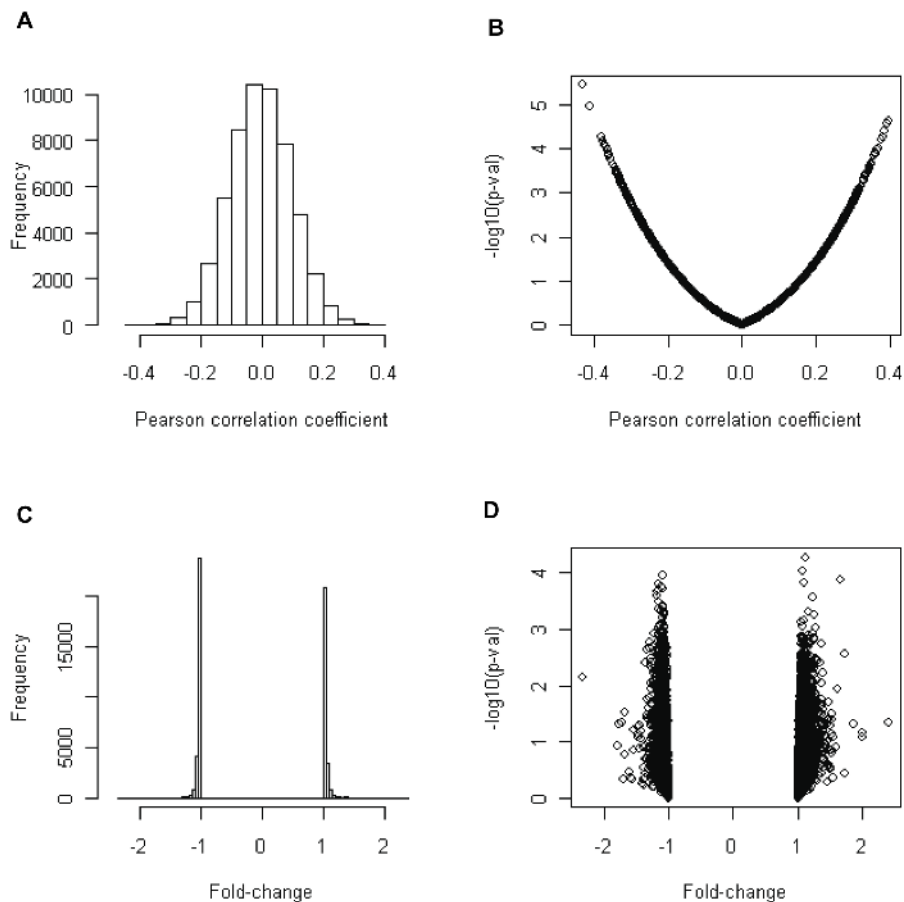 A
Frequency
10000
8000
6000
4000
2000
0
-0.4 -0.2 0.0 0.2 0.4
Pearson correlation coefficient
B
-log10(p-val)
5
4
3
2
1
0
-0.4 -0.2 0.0 0.2 0.4
Pearson correlation coefficient
C
Frequency
15000
5000
0
-2 -1 0 1 2
Fold-change
D
-log10(p-val)
4
3
2
1
0
-2 -1 0 1 2
Fold-change